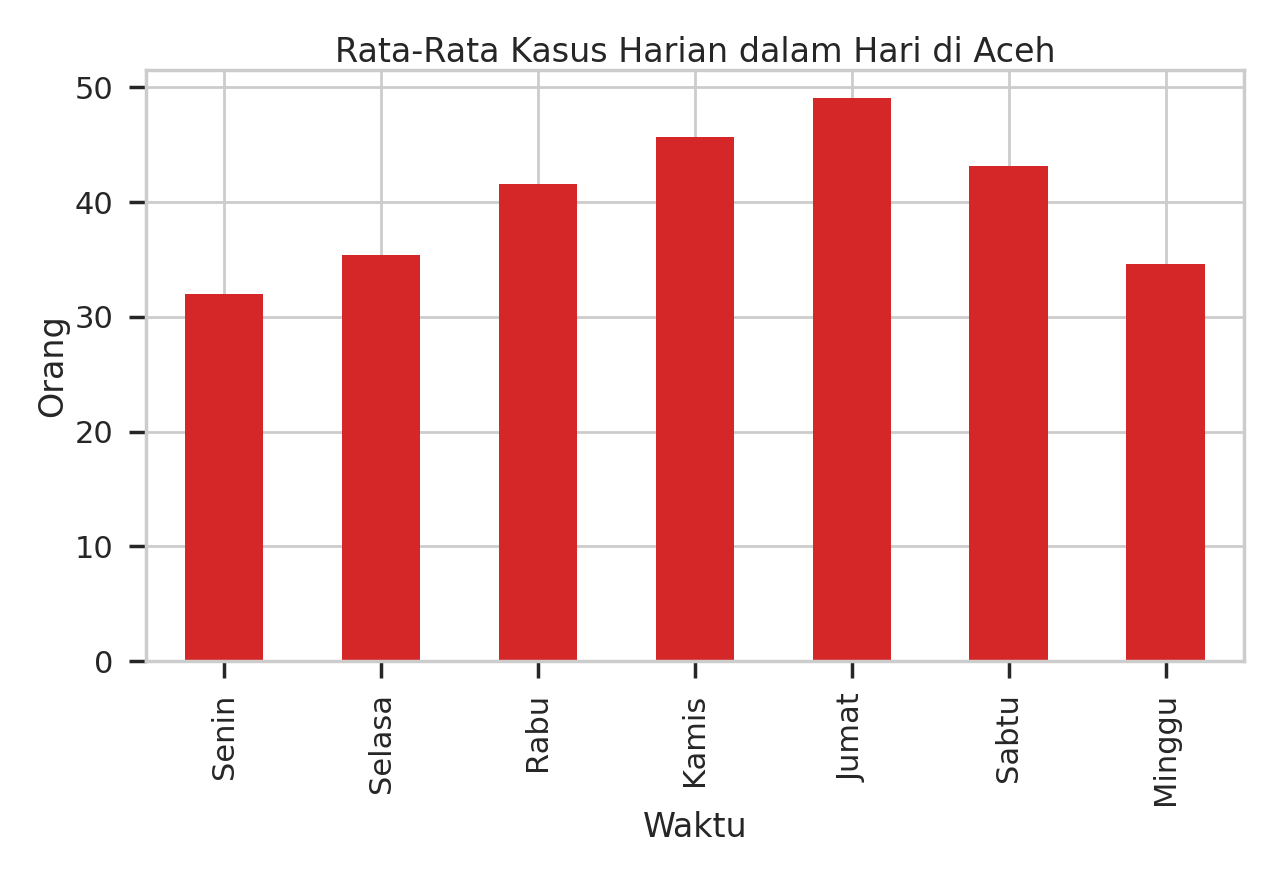 Rata-Rata Kasus Harian dalam Hari di Aceh
Orang
50
40
30
20
10
0
Senin
Selasa
Rabu
Kamis
Jumat
Sabtu
Minggu
Waktu